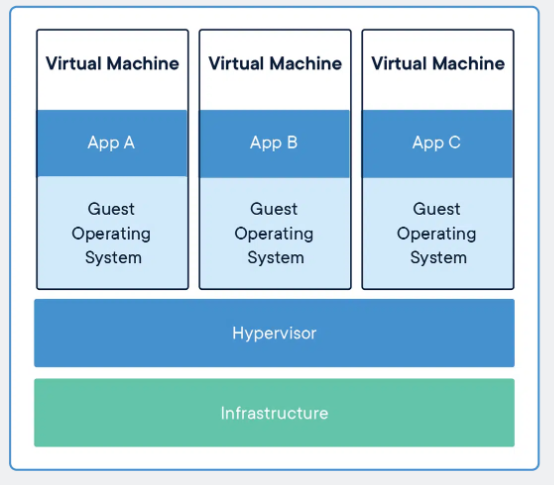 Virtual Machine
App A
Guest
Operating
System
Virtual Machine
App B
Guest
Operating
System
Virtual Machine
App C
Guest
Operating
System
Hypervisor
Infrastructure